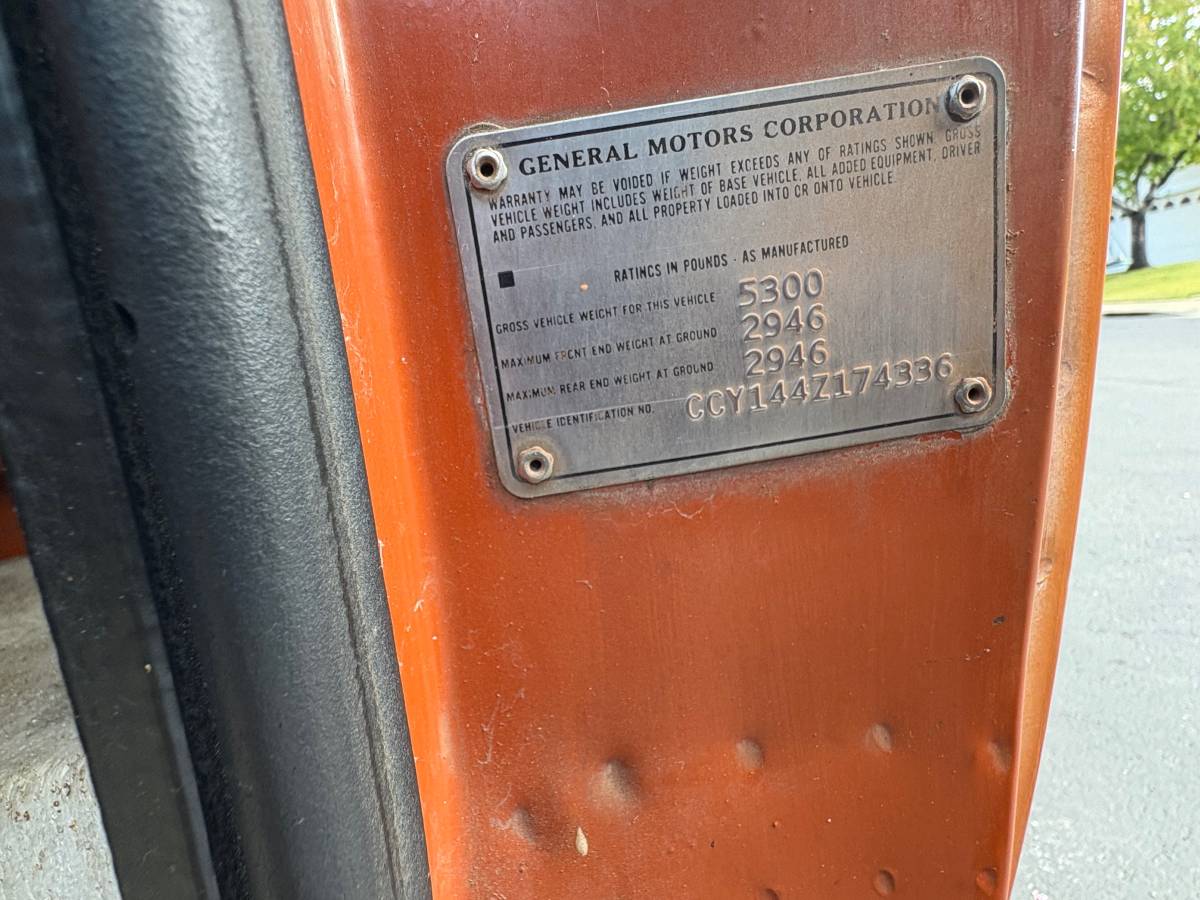 GENERAL MOTORS CORPORATION
WARRANTY MAY BE VOIDED IF WEIGHT EXCEEDS ANY OF RATINGS SHOWN. GROSS
VEHICLE WEIGHT INCLUDES WEIGHT OF BASE VEHICLE, ALL ADDED EQUIPMENT, DRIVER
AND PASSENGERS, AND ALL PROPERTY LOADED INTO OR ONTO VEHICLE.
RATINGS IN POUNDS - AS MANUFACTURED
GROSS VEHICLE WEIGHT FOR THIS VEHICLE 5300
MAXIMUM FRONT END WEIGHT AT GROUND 2946
MAXIMUM REAR END WEIGHT AT GROUND 2946
VEHICLE IDENTIFICATION NO. CCY144Z174336